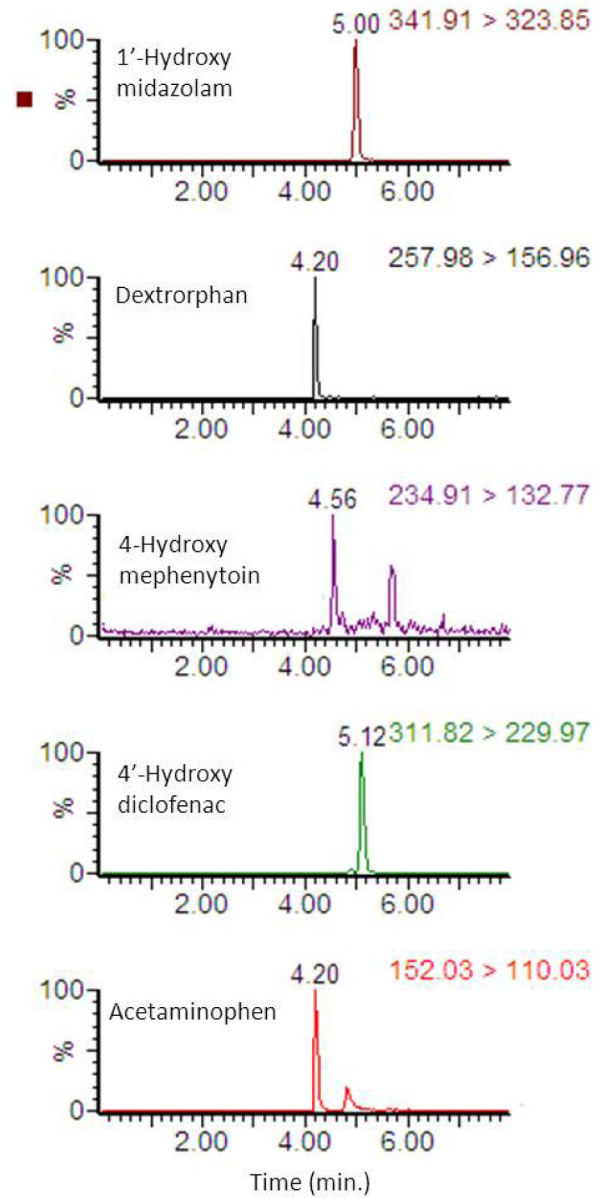 5.00 341.91 > 323.85
100
1′-Hydroxy
midazolam
%
0
2.00 4.00 6.00
4.20 257.98 > 156.96
100
Dextrorphan
%
0
2.00 4.00 6.00
4.56 234.91 > 132.77
100
4-Hydroxy
mephenytoin
%
0
2.00 4.00 6.00
5.12 311.82 > 229.97
100
4′-Hydroxy
diclofenac
%
0
2.00 4.00 6.00
4.20 152.03 > 110.03
100
Acetaminophen
%
0
2.00 4.00 6.00
Time (min.)